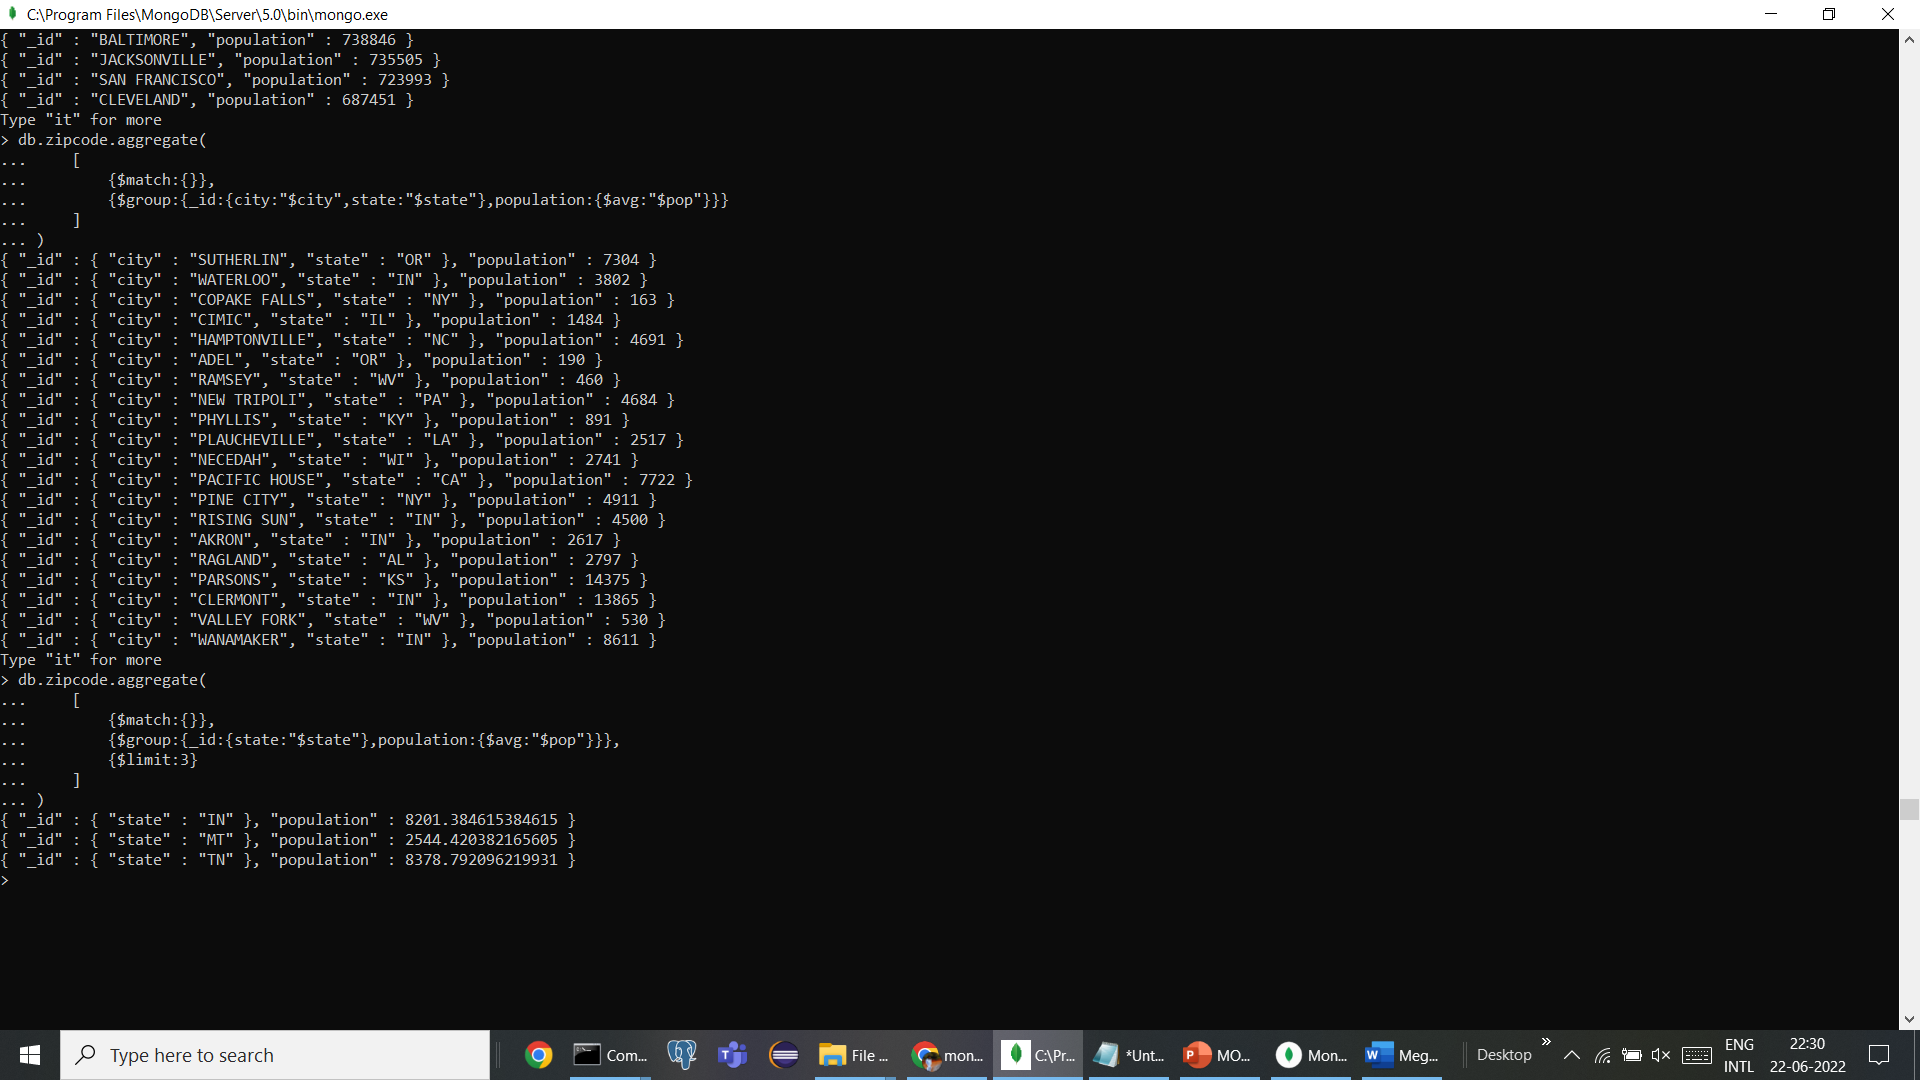 C:\Program Files\MongoDB\Server\5.0\bin\mongo.exe
{ "_id" : "BALTIMORE", "population" : 738846 }
{ "_id" : "JACKSONVILLE", "population" : 735505 }
{ "_id" : "SAN FRANCISCO", "population" : 723993 }
{ "_id" : "CLEVELAND", "population" : 687451 }
Type "it" for more
> db.zipcode.aggregate(
...     [
...         {$match:{}},
...         {$group:{_id:{city:"$city",state:"$state"},population:{$avg:"$pop"}}}
...     ]
... )
{ "_id" : { "city" : "SUTHERLIN", "state" : "OR" }, "population" : 7304 }
{ "_id" : { "city" : "WATERLOO", "state" : "IN" }, "population" : 3802 }
{ "_id" : { "city" : "COPAKE FALLS", "state" : "NY" }, "population" : 163 }
{ "_id" : { "city" : "CIMIC", "state" : "IL" }, "population" : 1484 }
{ "_id" : { "city" : "HAMPTONVILLE", "state" : "NC" }, "population" : 4691 }
{ "_id" : { "city" : "ADEL", "state" : "OR" }, "population" : 190 }
{ "_id" : { "city" : "RAMSEY", "state" : "WV" }, "population" : 460 }
{ "_id" : { "city" : "NEW TRIPOLI", "state" : "PA" }, "population" : 4684 }
{ "_id" : { "city" : "PHYLLIS", "state" : "KY" }, "population" : 891 }
{ "_id" : { "city" : "PLAUCHEVILLE", "state" : "LA" }, "population" : 2517 }
{ "_id" : { "city" : "NECEDAH", "state" : "WI" }, "population" : 2741 }
{ "_id" : { "city" : "PACIFIC HOUSE", "state" : "CA" }, "population" : 7722 }
{ "_id" : { "city" : "PINE CITY", "state" : "NY" }, "population" : 4911 }
{ "_id" : { "city" : "RISING SUN", "state" : "IN" }, "population" : 4500 }
{ "_id" : { "city" : "AKRON", "state" : "IN" }, "population" : 2617 }
{ "_id" : { "city" : "RAGLAND", "state" : "AL" }, "population" : 2797 }
{ "_id" : { "city" : "PARSONS", "state" : "KS" }, "population" : 14375 }
{ "_id" : { "city" : "CLERMONT", "state" : "IN" }, "population" : 13865 }
{ "_id" : { "city" : "VALLEY FORK", "state" : "WV" }, "population" : 530 }
{ "_id" : { "city" : "WANAMAKER", "state" : "IN" }, "population" : 8611 }
Type "it" for more
> db.zipcode.aggregate(
...     [
...         {$match:{}},
...         {$group:{_id:{state:"$state"},population:{$avg:"$pop"}}},
...         {$limit:3}
...     ]
... )
{ "_id" : { "state" : "IN" }, "population" : 8201.384615384615 }
{ "_id" : { "state" : "MT" }, "population" : 2544.420382165605 }
{ "_id" : { "state" : "TN" }, "population" : 8378.792096219931 }
>
Type here to search
Com...
File ...
mon...
C:\Pr...
*Unt...
MO...
Mon...
Meg...
Desktop
ENG
INTL
22:30
22-06-2022